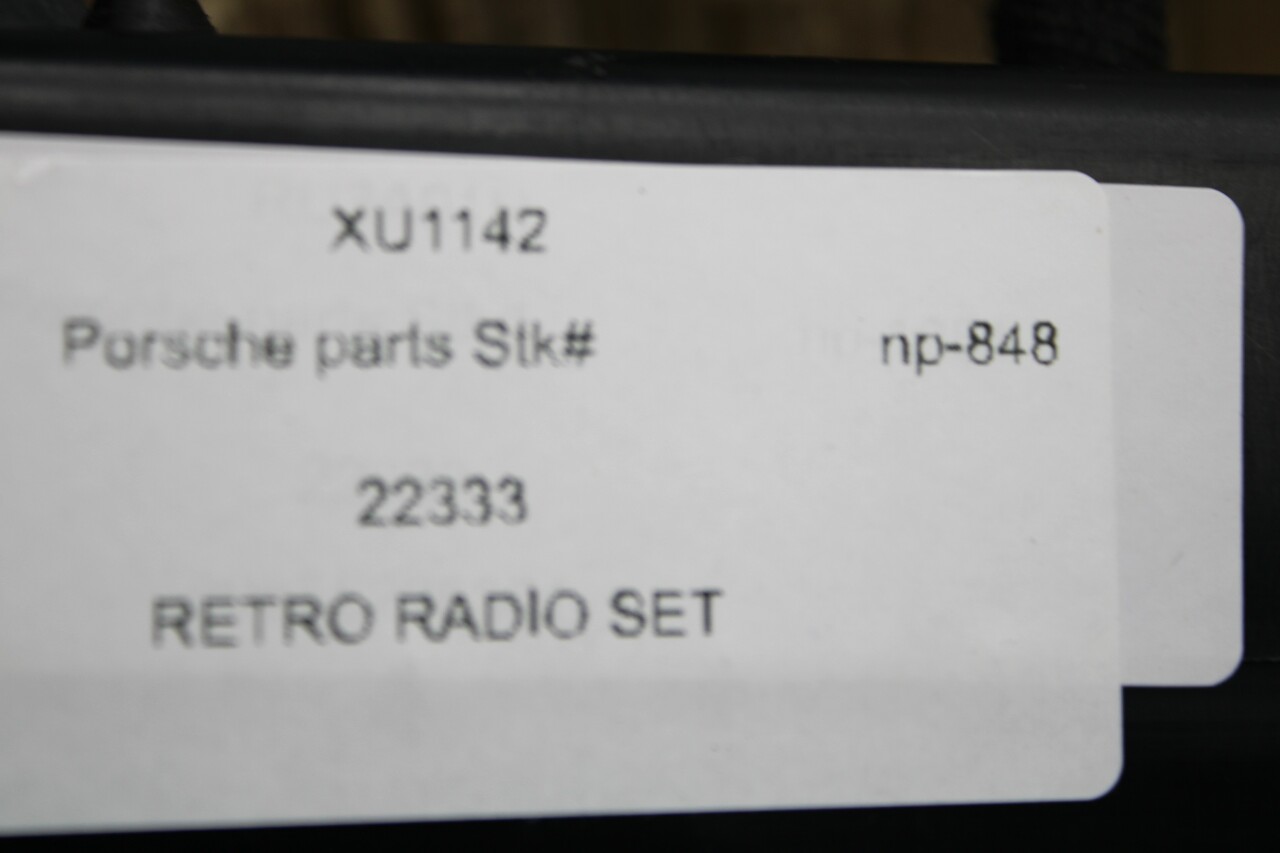 XU1142
Porsche parts Stk# np-848
22333
RETRO RADIO SET